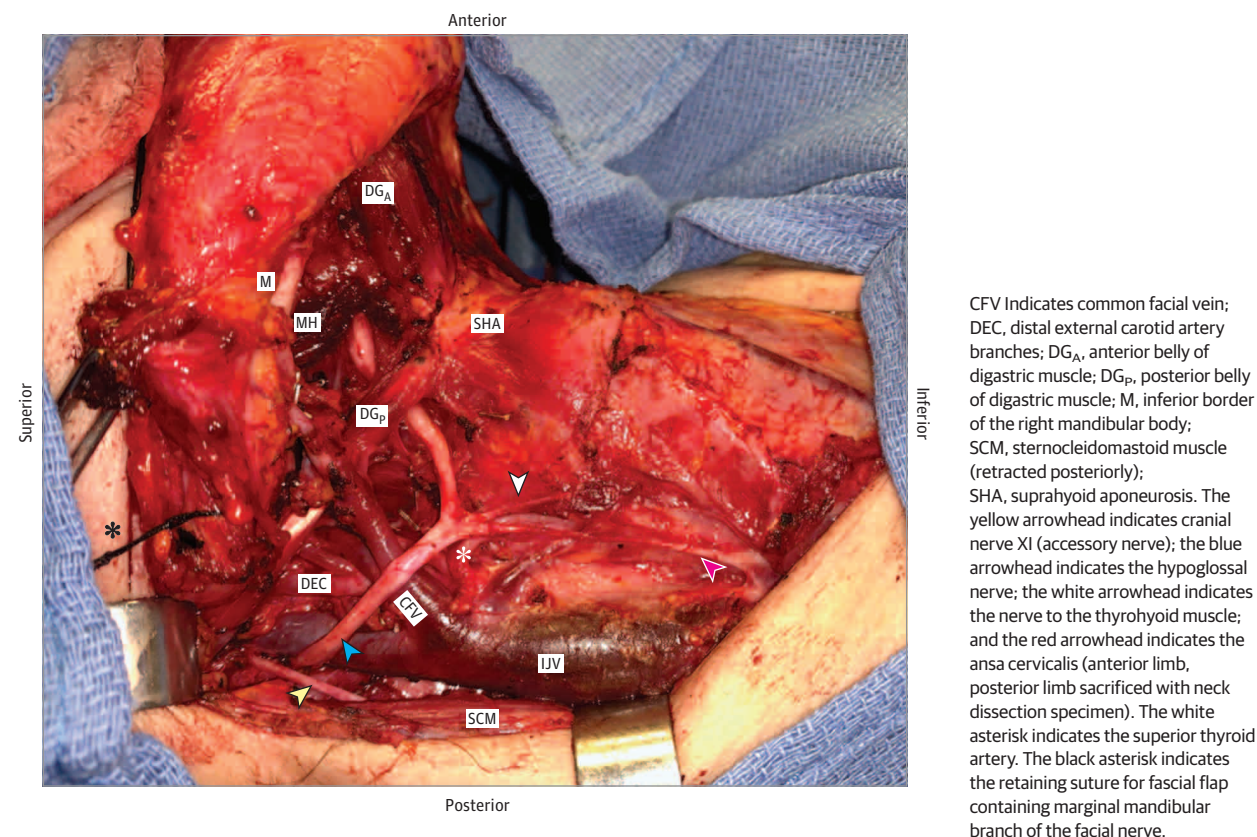 Anterior
DG_A
M
MH
SHA
DG_P
*
*
DEC
CFV
IJV
SCM
Superior
Inferior
Posterior
CFV Indicates common facial vein;
DEC, distal external carotid artery
branches; DG_A, anterior belly of
digastric muscle; DG_P, posterior belly
of digastric muscle; M, inferior border
of the right mandibular body;
SCM, sternocleidomastoid muscle
(retracted posteriorly);
SHA, suprahyoid aponeurosis. The
yellow arrowhead indicates cranial
nerve XI (accessory nerve); the blue
arrowhead indicates the hypoglossal
nerve; the white arrowhead indicates
the nerve to the thyrohyoid muscle;
and the red arrowhead indicates the
ansa cervicalis (anterior limb,
posterior limb sacrificed with neck
dissection specimen). The white
asterisk indicates the superior thyroid
artery. The black asterisk indicates
the retaining suture for fascial flap
containing marginal mandibular
branch of the facial nerve.